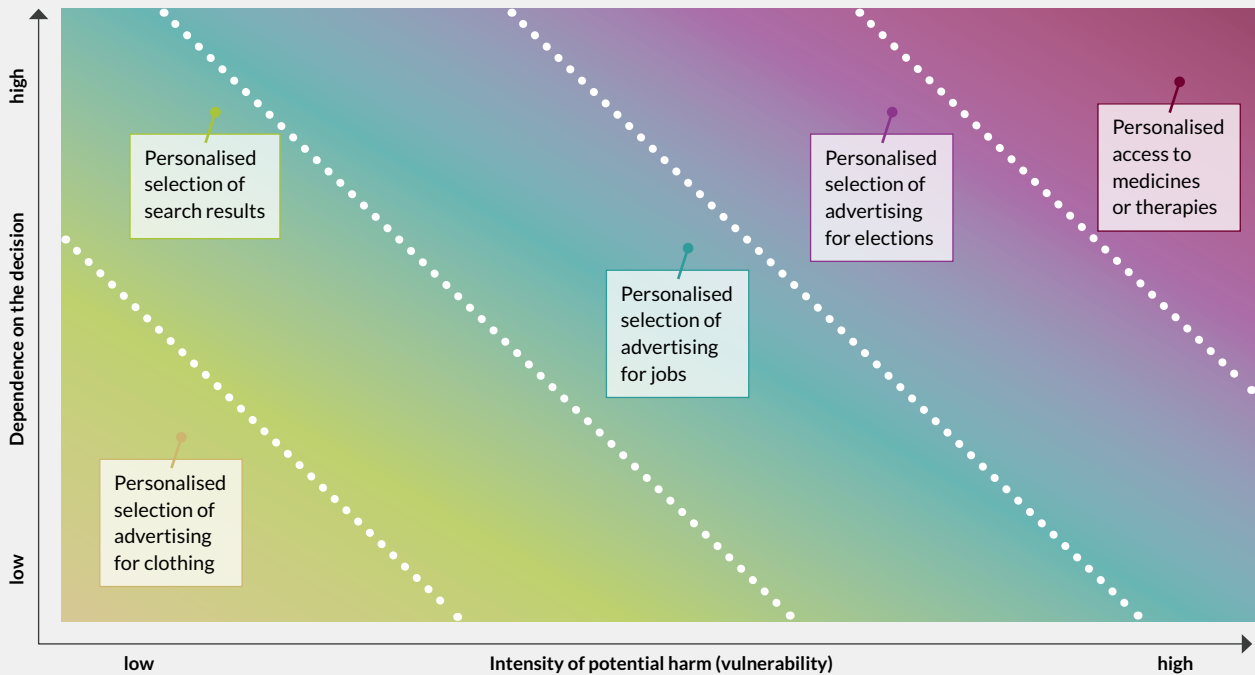 high
Dependence on the decision
low
Personalised
selection of
search results
Personalised
selection of
advertising
for elections
Personalised
access to
medicines
or therapies
Personalised
selection of
advertising
for jobs
Personalised
selection of
advertising
for clothing
low
Intensity of potential harm (vulnerability)
high